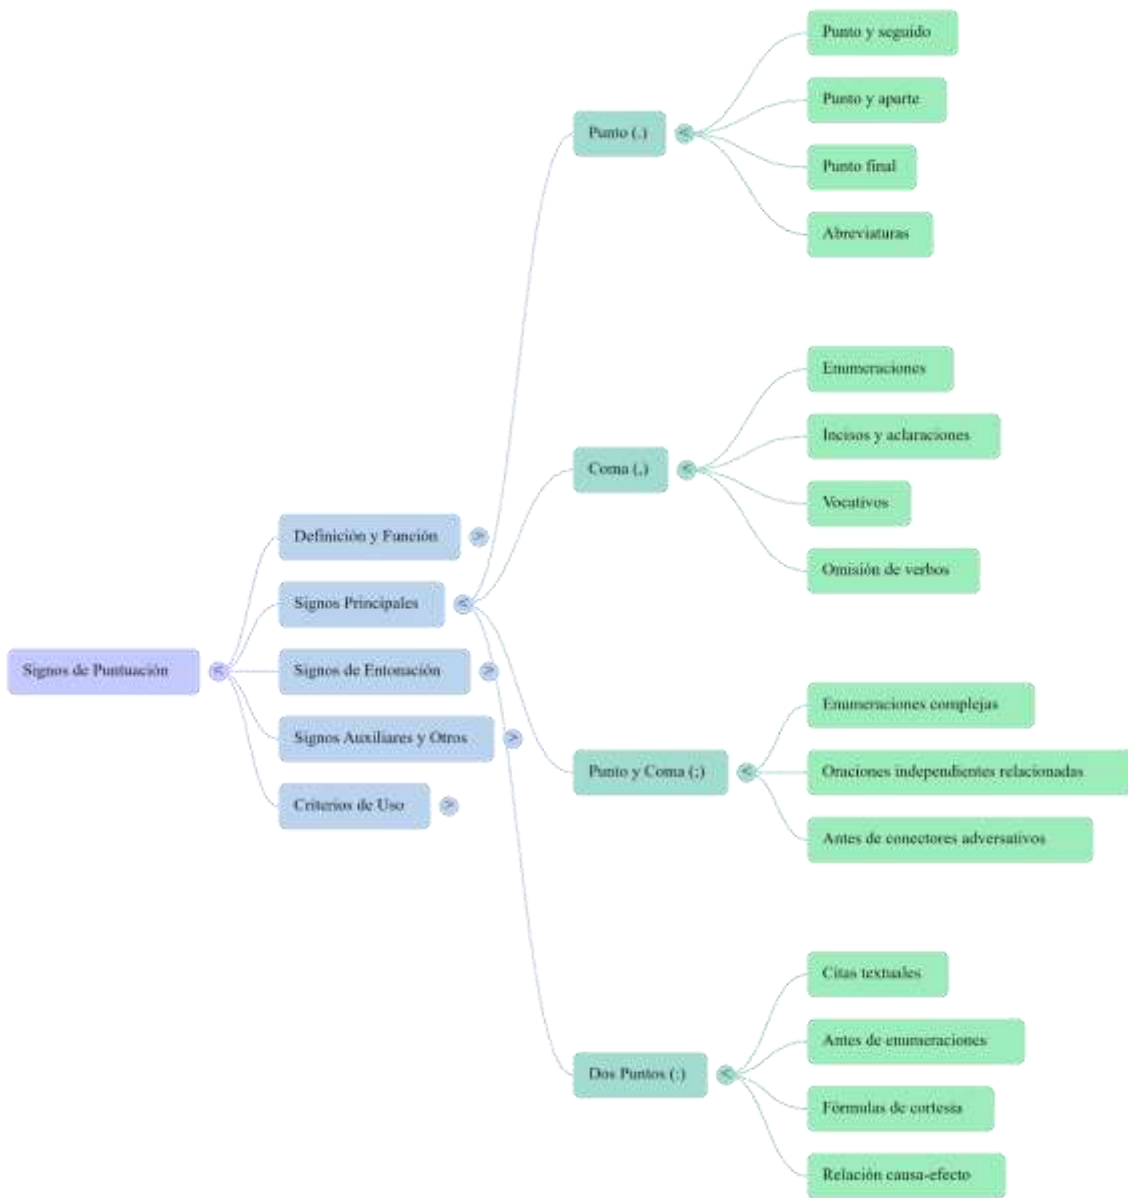 Signos de Puntuación
Definición y Función
Signos Principales
Punto (.)
Punto y seguido
Punto y aparte
Punto final
Abreviaturas
Coma (,)
Enumeraciones
Incisos y aclaraciones
Vocativos
Omisión de verbos
Punto y Coma (;)
Enumeraciones complejas
Oraciones independientes relacionadas
Antes de conectores adversativos
Dos Puntos (:)
Citas textuales
Antes de enumeraciones
Fórmulas de cortesía
Relación causa-efecto
Signos de Entonación
Signos Auxiliares y Otros
Criterios de Uso